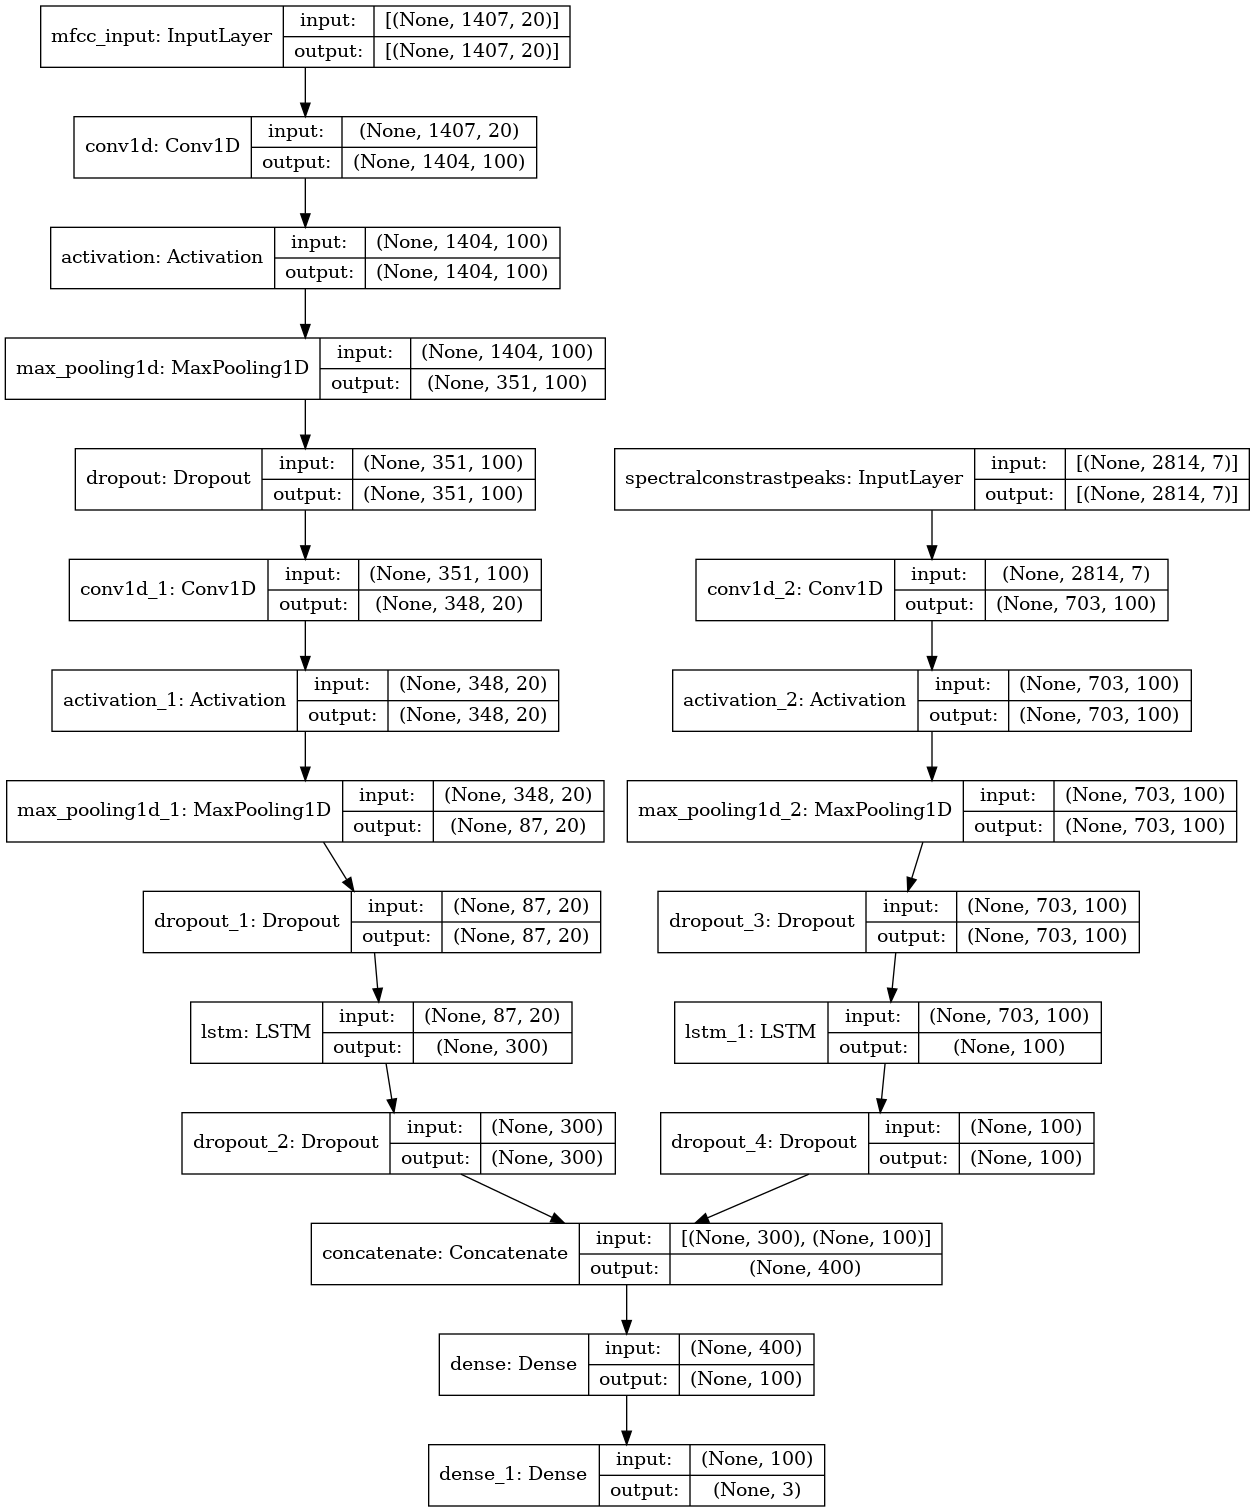 mfcc_input: InputLayer
input: [(None, 1407, 20)]
output: [(None, 1407, 20)]
conv1d: Conv1D
input: (None, 1407, 20)
output: (None, 1404, 100)
activation: Activation
input: (None, 1404, 100)
output: (None, 1404, 100)
max_pooling1d: MaxPooling1D
input: (None, 1404, 100)
output: (None, 351, 100)
dropout: Dropout
input: (None, 351, 100)
output: (None, 351, 100)
spectralconstrastpeaks: InputLayer
input: [(None, 2814, 7)]
output: [(None, 2814, 7)]
conv1d_1: Conv1D
input: (None, 351, 100)
output: (None, 348, 20)
conv1d_2: Conv1D
input: (None, 2814, 7)
output: (None, 703, 100)
activation_1: Activation
input: (None, 348, 20)
output: (None, 348, 20)
activation_2: Activation
input: (None, 703, 100)
output: (None, 703, 100)
max_pooling1d_1: MaxPooling1D
input: (None, 348, 20)
output: (None, 87, 20)
max_pooling1d_2: MaxPooling1D
input: (None, 703, 100)
output: (None, 703, 100)
dropout_1: Dropout
input: (None, 87, 20)
output: (None, 87, 20)
dropout_3: Dropout
input: (None, 703, 100)
output: (None, 703, 100)
lstm: LSTM
input: (None, 87, 20)
output: (None, 300)
lstm_1: LSTM
input: (None, 703, 100)
output: (None, 100)
dropout_2: Dropout
input: (None, 300)
output: (None, 300)
dropout_4: Dropout
input: (None, 100)
output: (None, 100)
concatenate: Concatenate
input: [(None, 300), (None, 100)]
output: (None, 400)
dense: Dense
input: (None, 400)
output: (None, 100)
dense_1: Dense
input: (None, 100)
output: (None, 3)